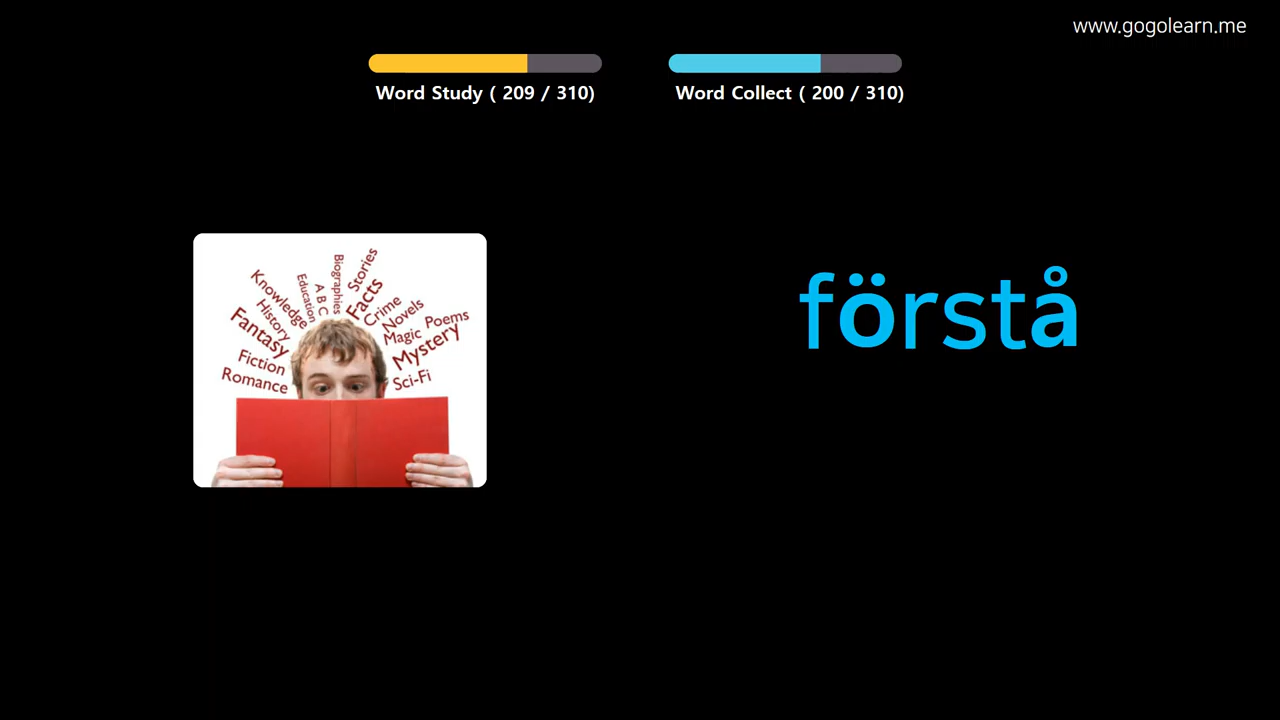 www.gogolearn.me
Word Study ( 209 / 310)
Word Collect ( 200 / 310)
förstå
Biographies
Stories
Knowledge
Education
A B C
Facts
History
Crime
Novels
Fantasy
Magic
Poems
Mystery
Fiction
Romance
Sci-Fi